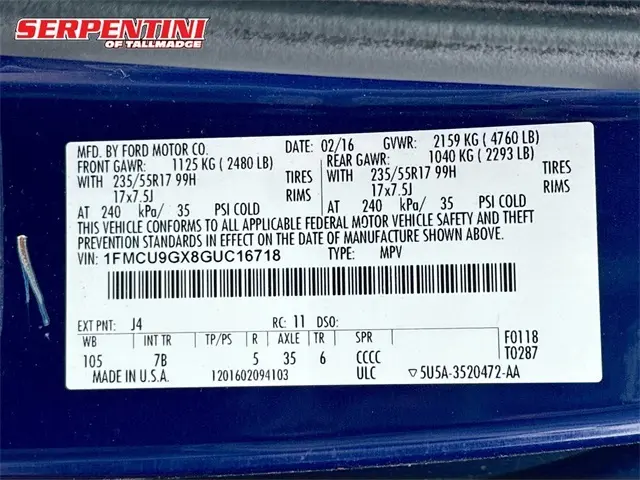 SERPENTINI
OF TALLMADGE
MFD. BY FORD MOTOR CO. DATE: 02/16 GVWR: 2159 KG ( 4760 LB)
FRONT GAWR: 1125 KG ( 2480 LB) REAR GAWR: 1040 KG ( 2293 LB)
WITH 235/55R17 99H TIRES WITH 235/55R17 99H TIRES
17x7.5J RIMS 17x7.5J RIMS
AT 240 kPa/ 35 PSI COLD AT 240 kPa/ 35 PSI COLD
THIS VEHICLE CONFORMS TO ALL APPLICABLE FEDERAL MOTOR VEHICLE SAFETY AND THEFT
PREVENTION STANDARDS IN EFFECT ON THE DATE OF MANUFACTURE SHOWN ABOVE.
VIN: 1FMCU9GX8GUC16718 TYPE: MPV
EXT PNT: J4 RC: 11 DSO:
WB INT TR TP/PS R AXLE TR SPR F0118
105 7B 5 35 6 CCCC T0287
MADE IN U.S.A. 1201602094103 ULC ▽5U5A-3520472-AA